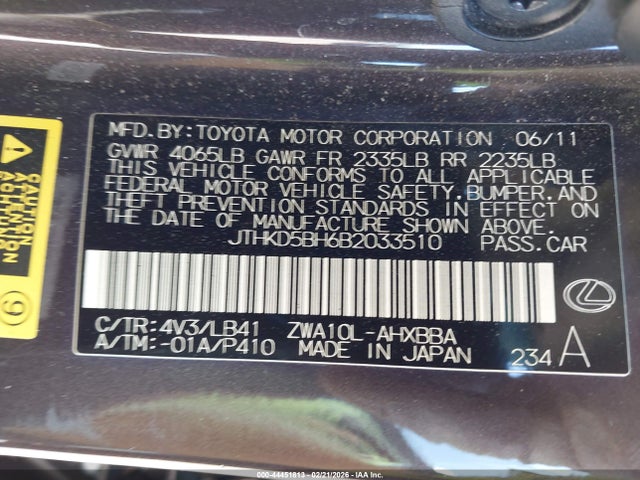 MFD.BY:TOYOTA MOTOR CORPORATION 06/11
GVWR 4065LB GAWR FR 2335LB RR 2235LB
THIS VEHICLE CONFORMS TO ALL APPLICABLE
FEDERAL MOTOR VEHICLE SAFETY,BUMPER,AND
THEFT PREVENTION STANDARDS IN EFFECT ON
THE DATE OF MANUFACTURE SHOWN ABOVE.
JTHKD5BH6B2033510 PASS.CAR
C/TR:4V3/LB41 ZWA10L-AHXBBA
A/TM:-01A/P410 MADE IN JAPAN 234 A
CAUTION
6
000-44451813 - 02/21/2026 - IAA Inc.